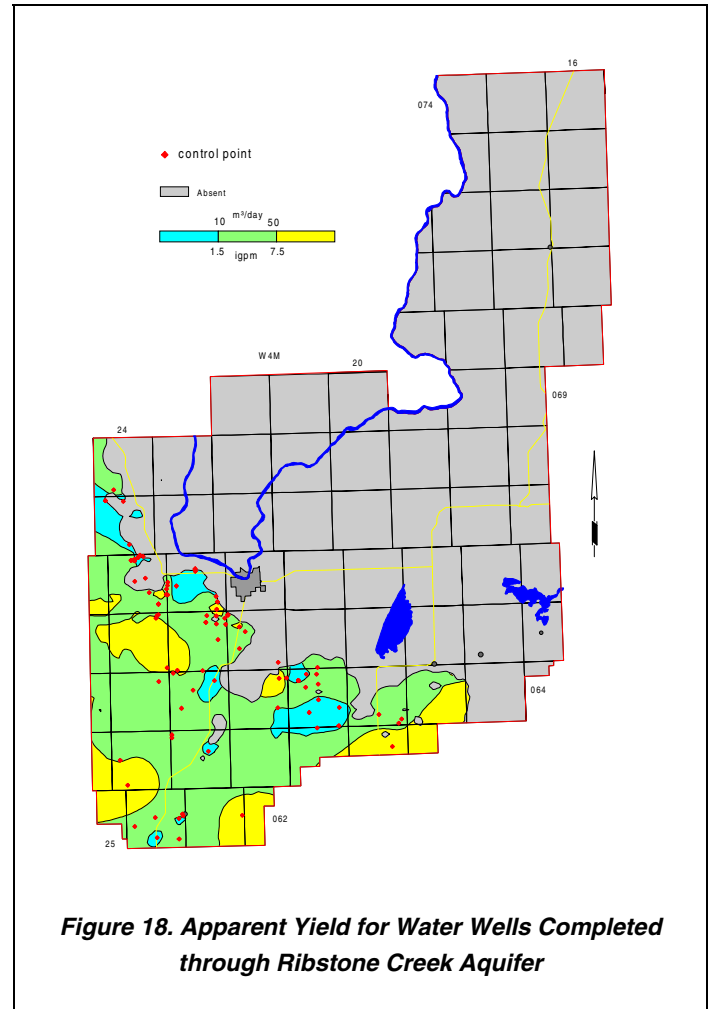 16
074
control point
Absent
m³/day
10 50
1.5 7.5
igpm
W4M 20
069
24
064
062
25
Figure 18. Apparent Yield for Water Wells Completed
through Ribstone Creek Aquifer